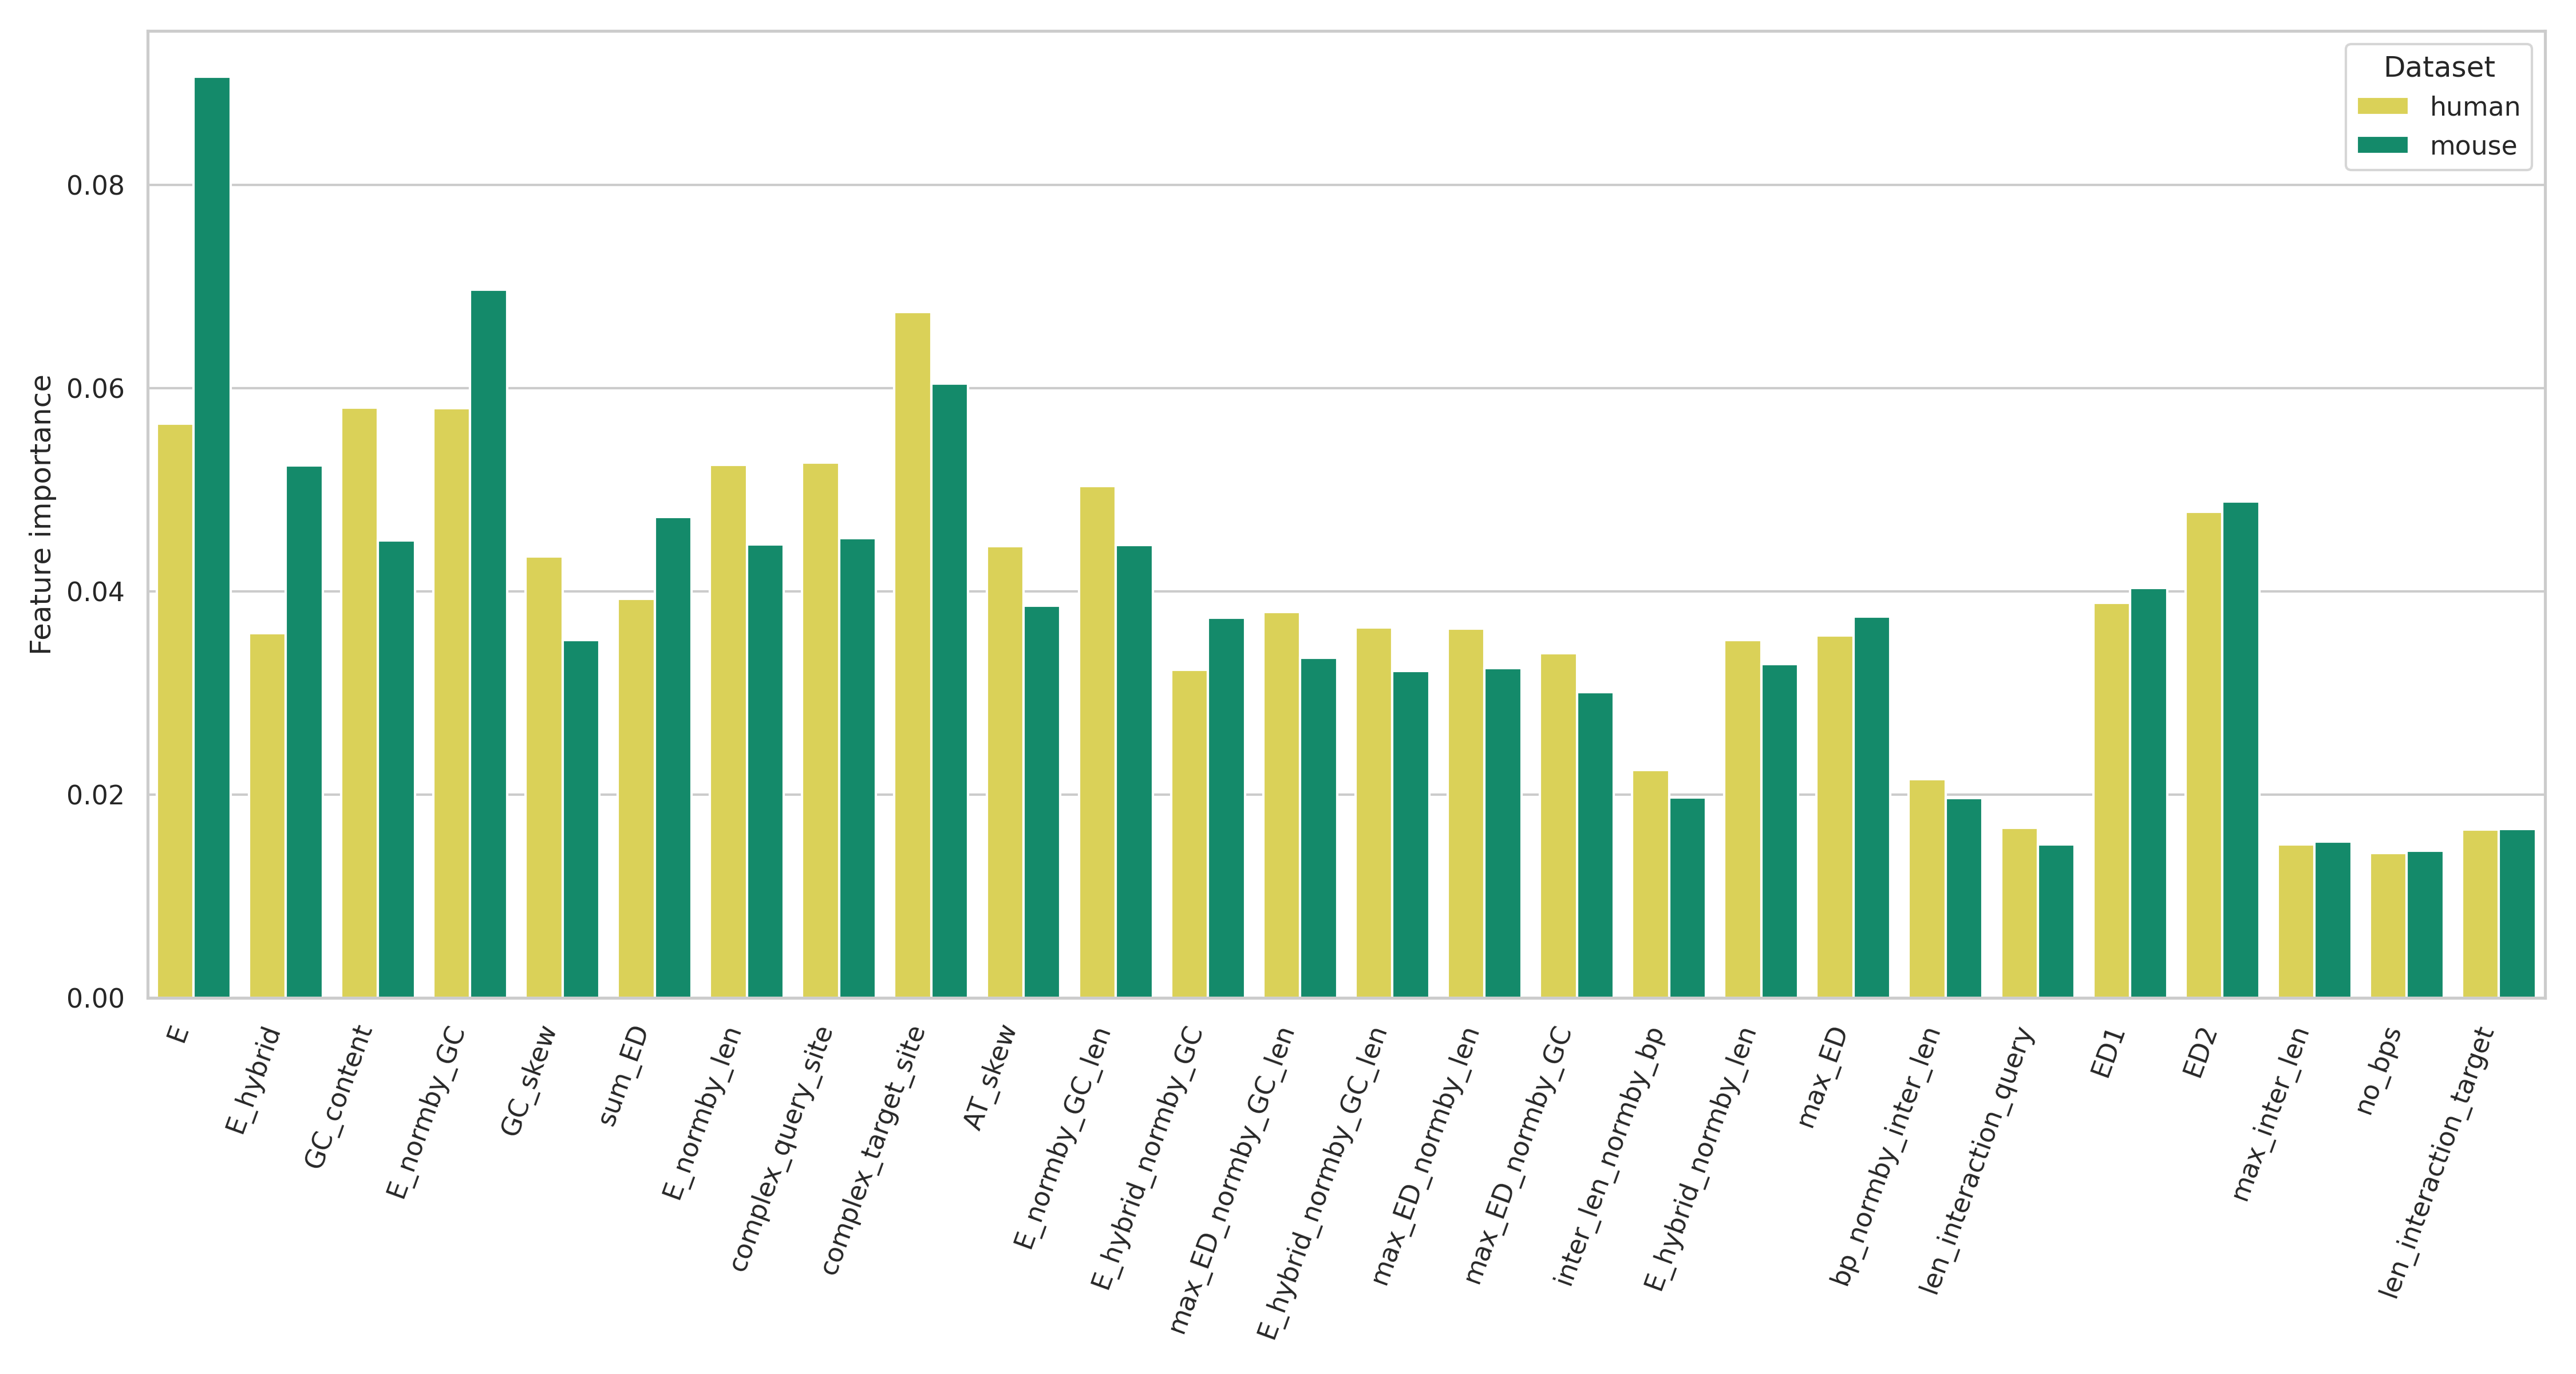 Dataset
human
mouse
Feature importance
0.08
0.06
0.04
0.02
0.00
E
E_hybrid
GC_content
E_normby_GC
GC_skew
sum_ED
E_normby_len
complex_query_site
complex_target_site
AT_skew
E_normby_GC_len
E_hybrid_normby_GC
max_ED_normby_GC_len
E_hybrid_normby_GC_len
max_ED_normby_len
max_ED_normby_GC
inter_len_normby_bp
E_hybrid_normby_len
max_ED
bp_normby_inter_len
len_interaction_query
ED1
ED2
max_inter_len
no_bps
len_interaction_target